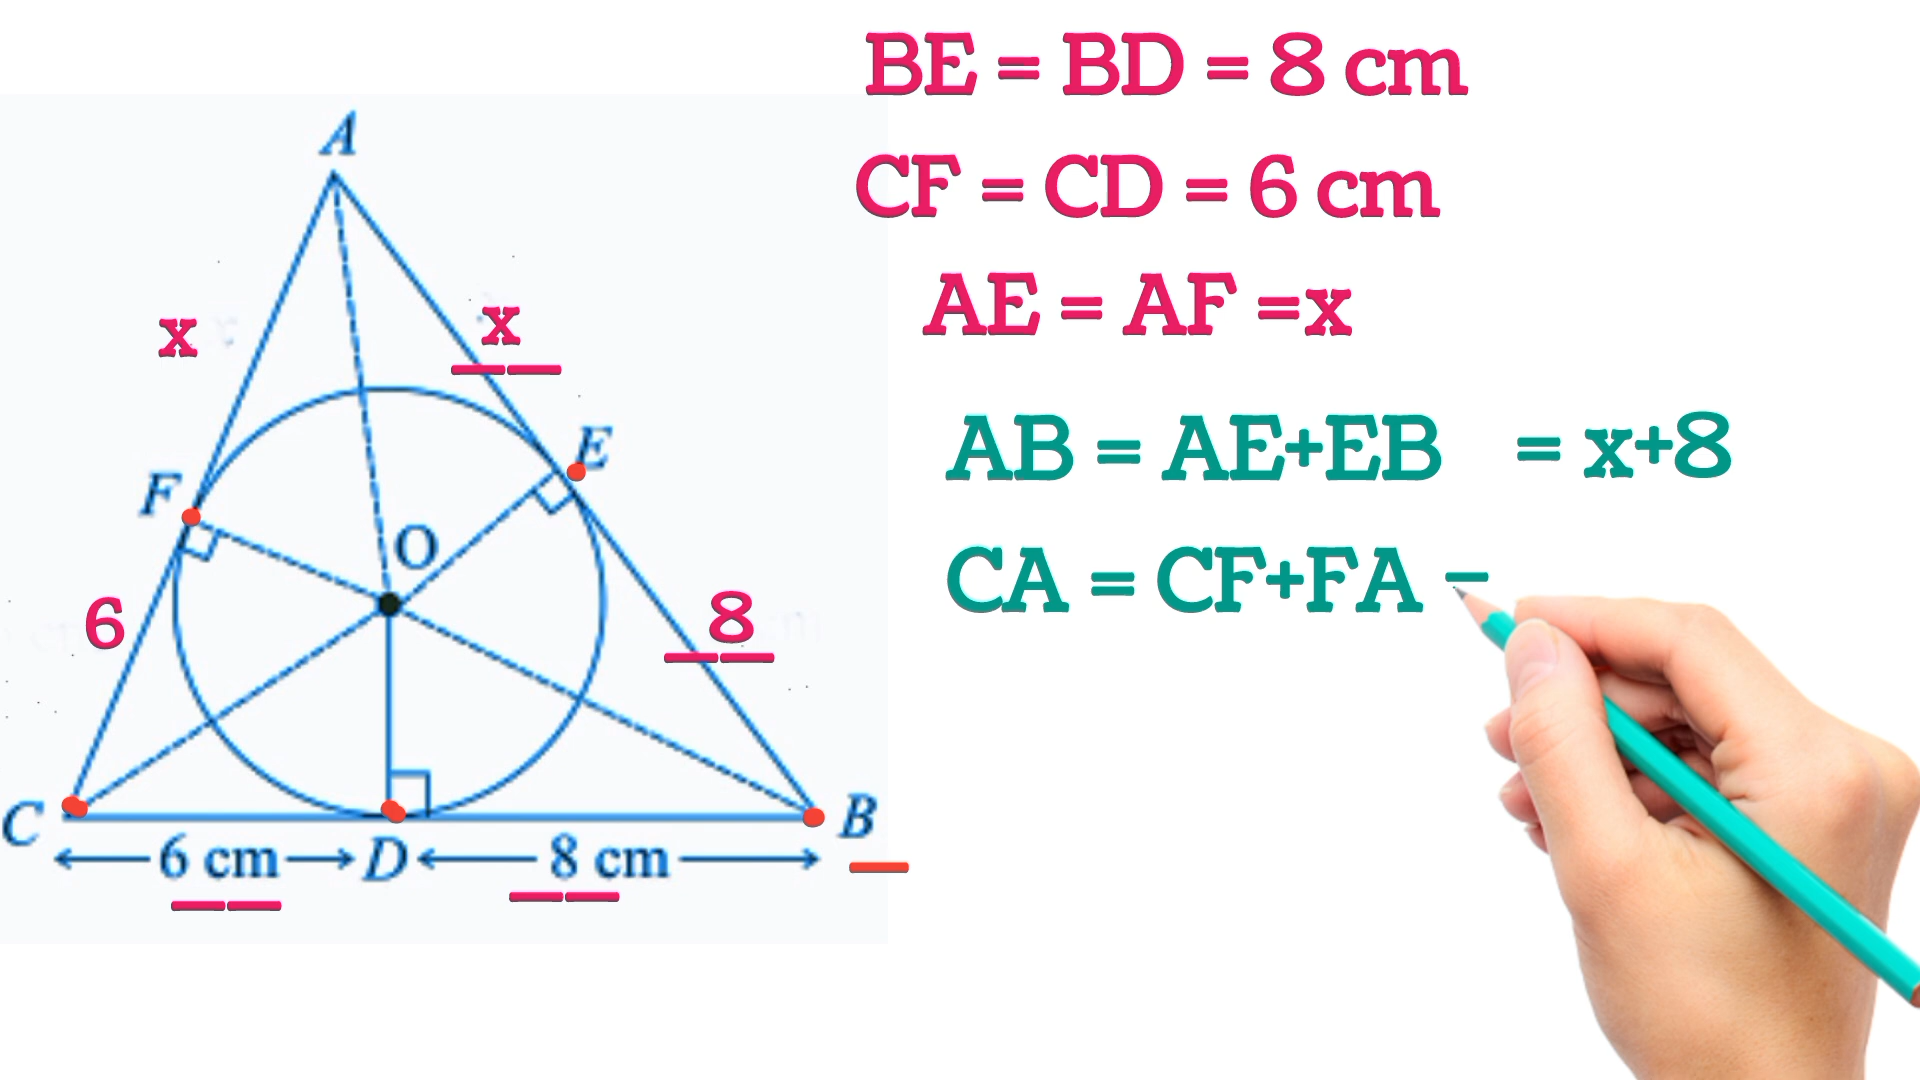 BE = BD = 8 cm
CF = CD = 6 cm
AE = AF =x
AB = AE+EB = x+8
CA = CF+FA –
A
x
x
E
F
O
6
8
C
B
6 cm
D
8 cm